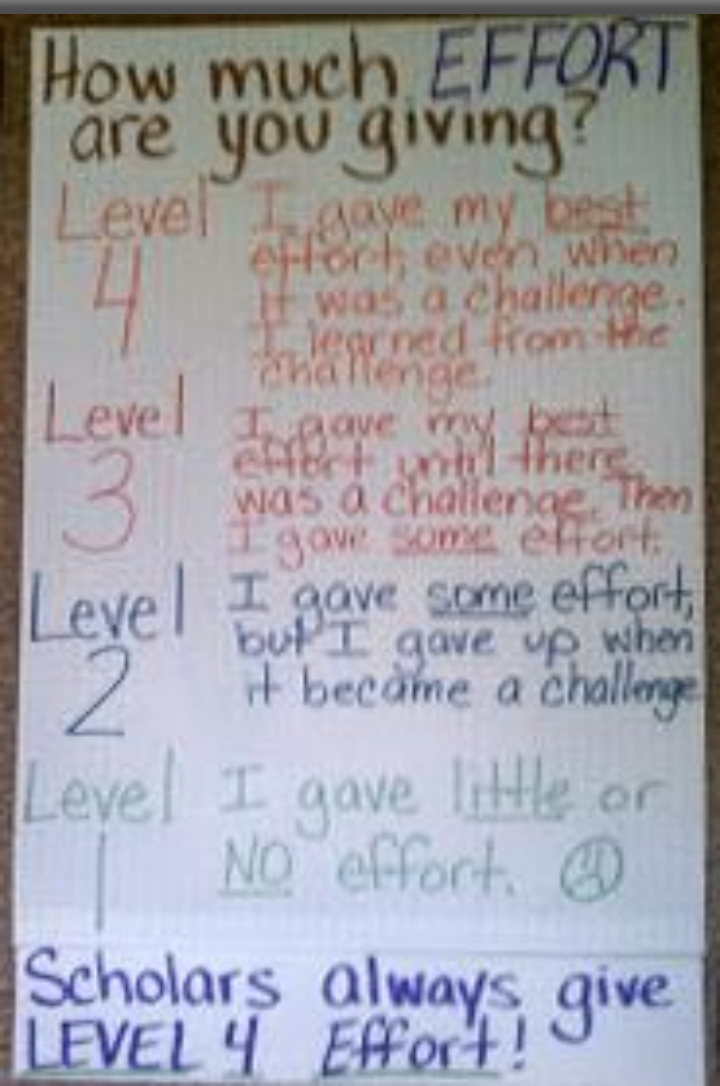 How much EFFORT
are you giving?
Level 4
I gave my best
effort, even when
it was a challenge.
I learned from the
challenge.
Level 3
I gave my best
effort until there
was a challenge. Then
I gave some effort.
Level 2
I gave some effort,
but I gave up when
it became a challenge
Level 1
I gave little or
NO effort.
Scholars always give
LEVEL 4 Effort!